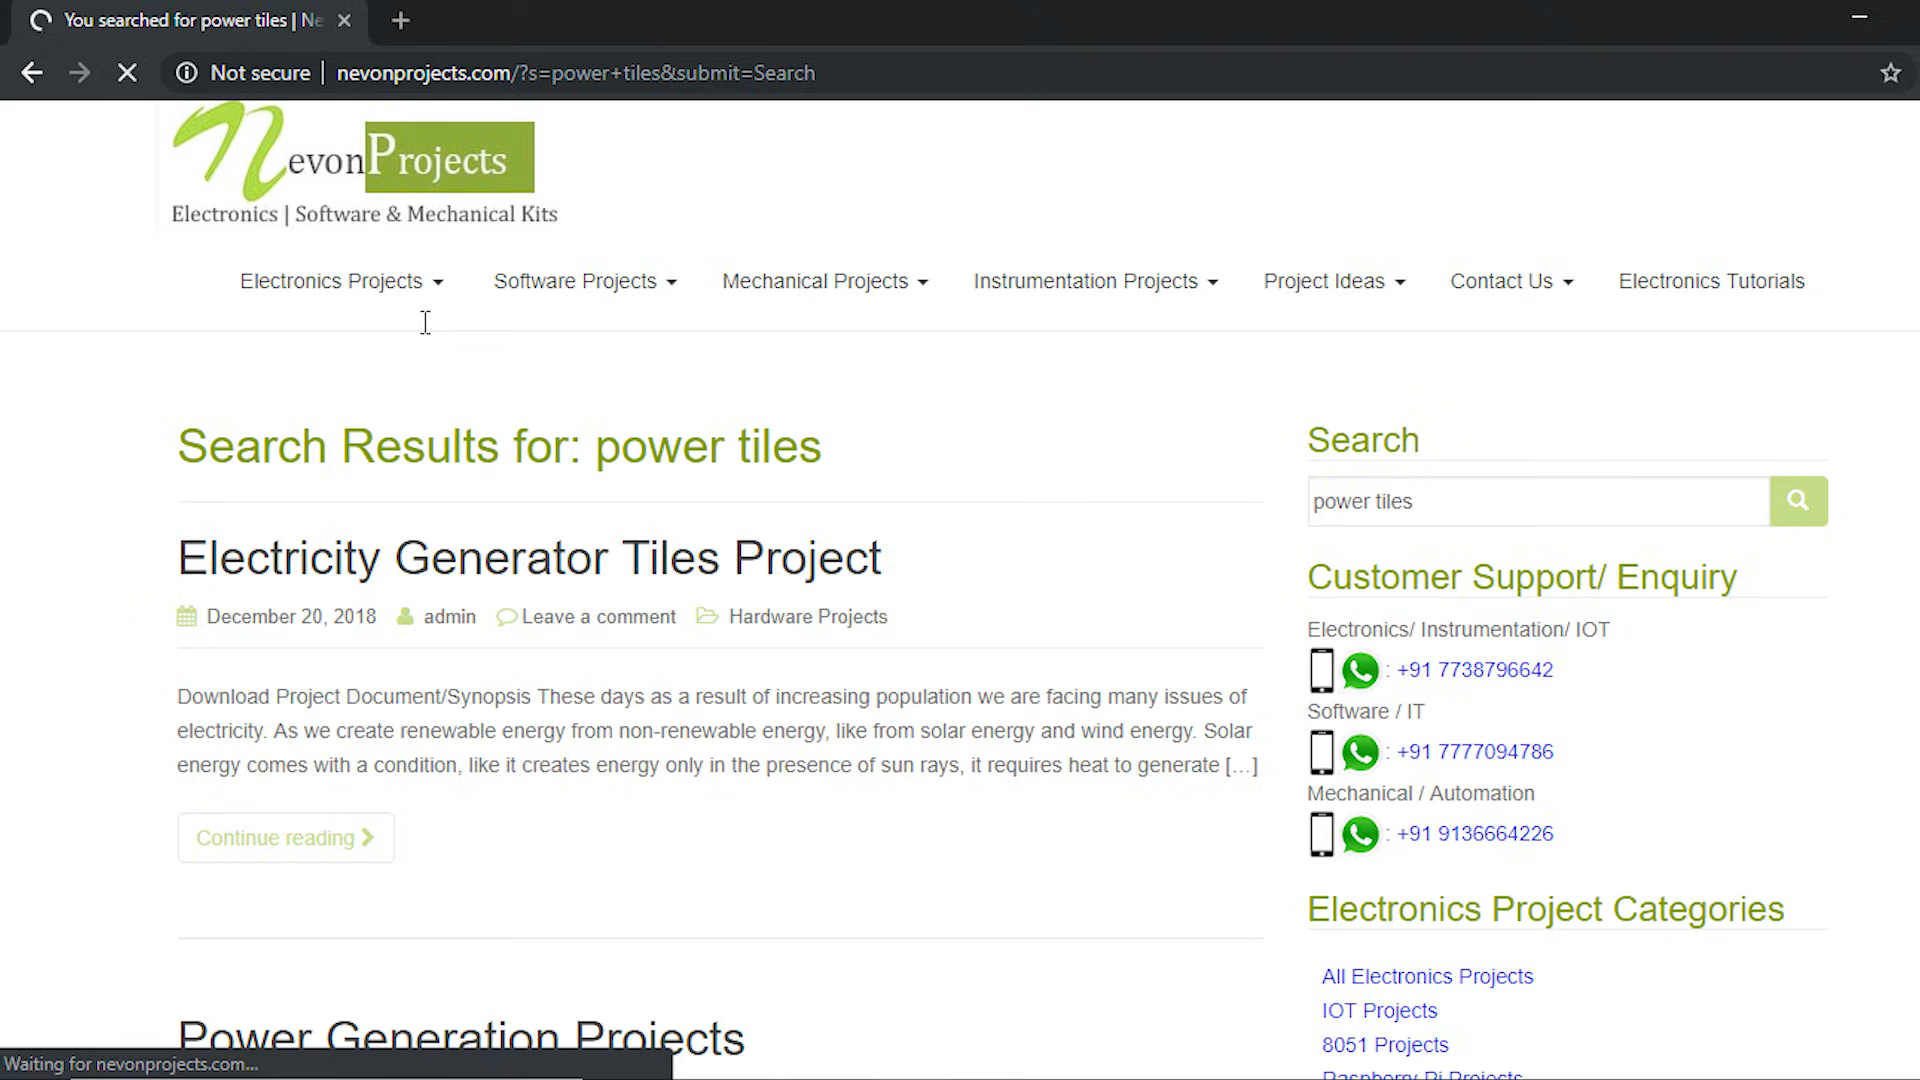 You searched for power tiles | Ne
Not secure | nevonprojects.com/?s=power+tiles&submit=Search
NevonProjects
Electronics | Software & Mechanical Kits
Electronics Projects Software Projects Mechanical Projects Instrumentation Projects Project Ideas Contact Us Electronics Tutorials
Search Results for: power tiles
Electricity Generator Tiles Project
December 20, 2018 admin Leave a comment Hardware Projects
Download Project Document/Synopsis These days as a result of increasing population we are facing many issues of
electricity. As we create renewable energy from non-renewable energy, like from solar energy and wind energy. Solar
energy comes with a condition, like it creates energy only in the presence of sun rays, it requires heat to generate […]
Continue reading
Power Generation Projects
Search
power tiles
Customer Support/ Enquiry
Electronics/ Instrumentation/ IOT
: +91 7738796642
Software / IT
: +91 7777094786
Mechanical / Automation
: +91 9136664226
Electronics Project Categories
All Electronics Projects
IOT Projects
8051 Projects
Raspberry Pi Projects
Waiting for nevonprojects.com...